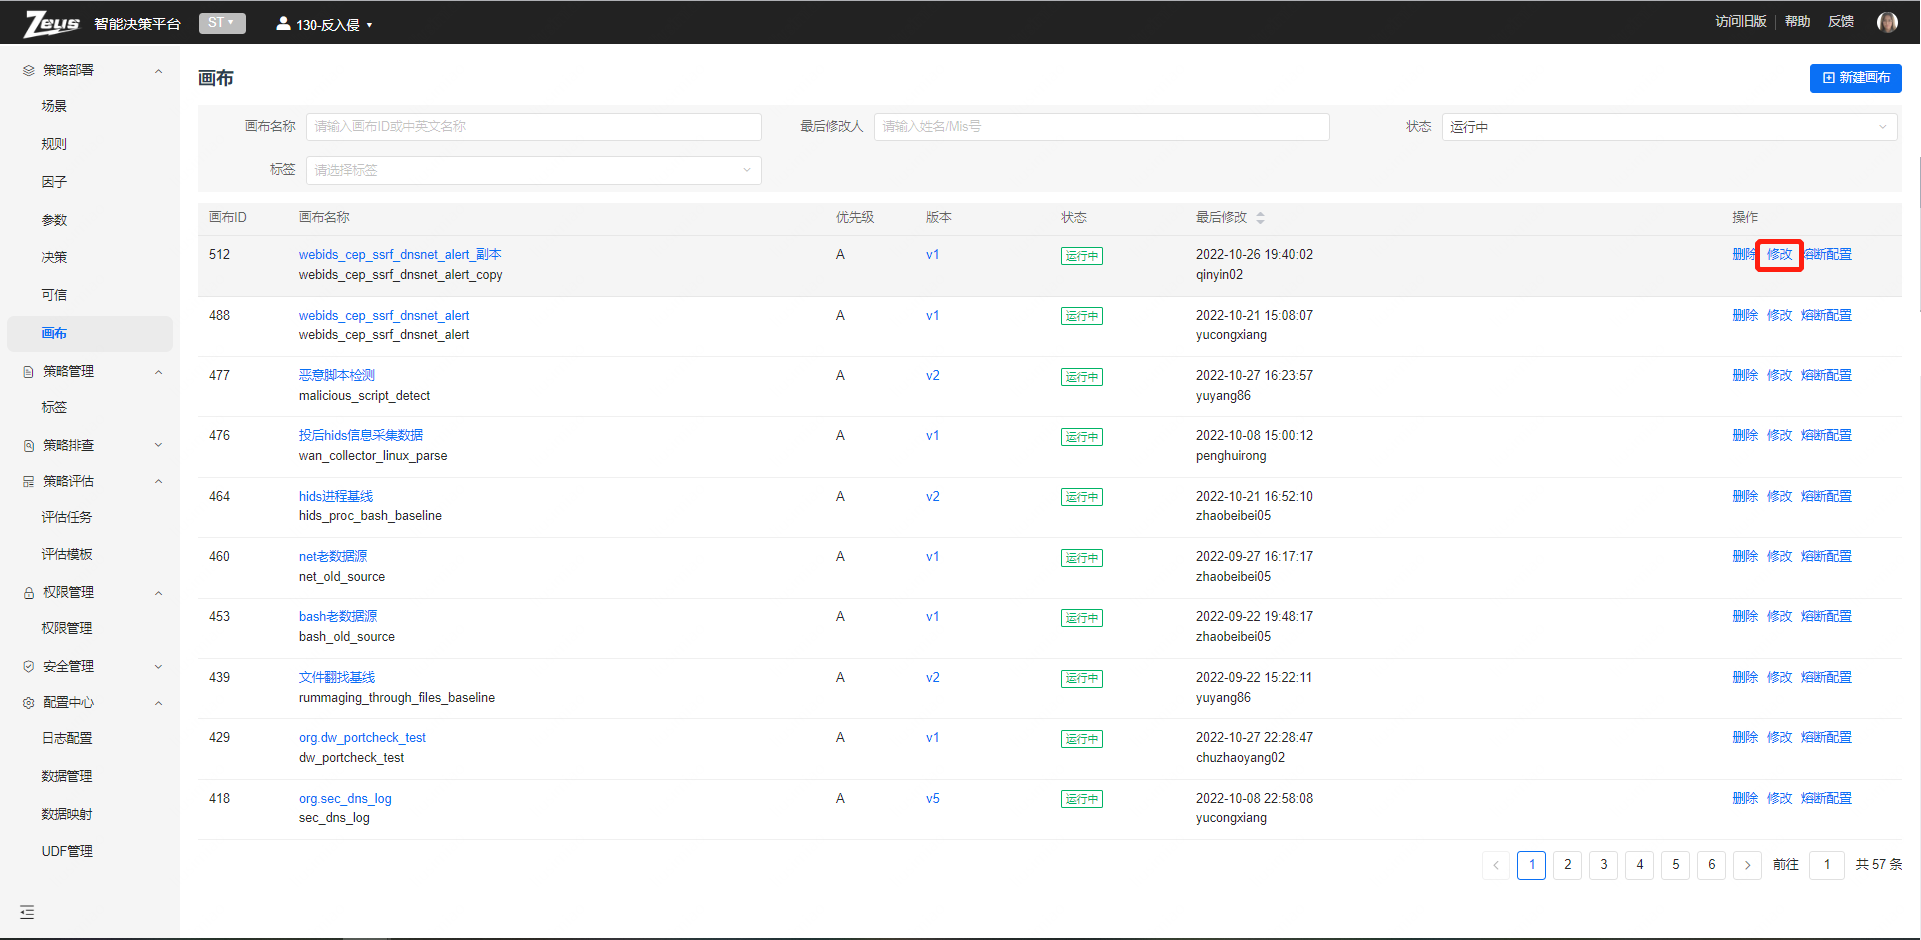 Zeus 智能决策平台 ST 130-反入侵 访问旧版 帮助 反馈
策略部署
场景
规则
因子
参数
决策
可信
画布
策略管理
标签
策略排查
策略评估
评估任务
评估模板
权限管理
权限管理
安全管理
配置中心
日志配置
数据管理
数据映射
UDF管理
画布
新建画布
画布名称 请输入画布ID或中英文名称 最后修改人 请输入姓名/Mis号 状态 运行中
标签 请选择标签
画布ID 画布名称 优先级 版本 状态 最后修改 操作
512 webids_cep_ssrf_dnsnet_alert_副本 A v1 运行中 2022-10-26 19:40:02 删除 修改 熔断配置
webids_cep_ssrf_dnsnet_alert_copy qinyin02
488 webids_cep_ssrf_dnsnet_alert A v1 运行中 2022-10-21 15:08:07 删除 修改 熔断配置
webids_cep_ssrf_dnsnet_alert yucongxiang
477 恶意脚本检测 A v2 运行中 2022-10-27 16:23:57 删除 修改 熔断配置
malicious_script_detect yuyang86
476 投后hids信息采集数据 A v1 运行中 2022-10-08 15:00:12 删除 修改 熔断配置
wan_collector_linux_parse penghuirong
464 hids进程基线 A v2 运行中 2022-10-21 16:52:10 删除 修改 熔断配置
hids_proc_bash_baseline zhaobeibei05
460 net老数据源 A v1 运行中 2022-09-27 16:17:17 删除 修改 熔断配置
net_old_source zhaobeibei05
453 bash老数据源 A v1 运行中 2022-09-22 19:48:17 删除 修改 熔断配置
bash_old_source zhaobeibei05
439 文件翻找基线 A v2 运行中 2022-09-22 15:22:11 删除 修改 熔断配置
rummaging_through_files_baseline yuyang86
429 org.dw_portcheck_test A v1 运行中 2022-10-27 22:28:47 删除 修改 熔断配置
dw_portcheck_test chuzhaoyang02
418 org.sec_dns_log A v5 运行中 2022-10-08 22:58:08 删除 修改 熔断配置
sec_dns_log yucongxiang
1 2 3 4 5 6 前往 1 共 57 条